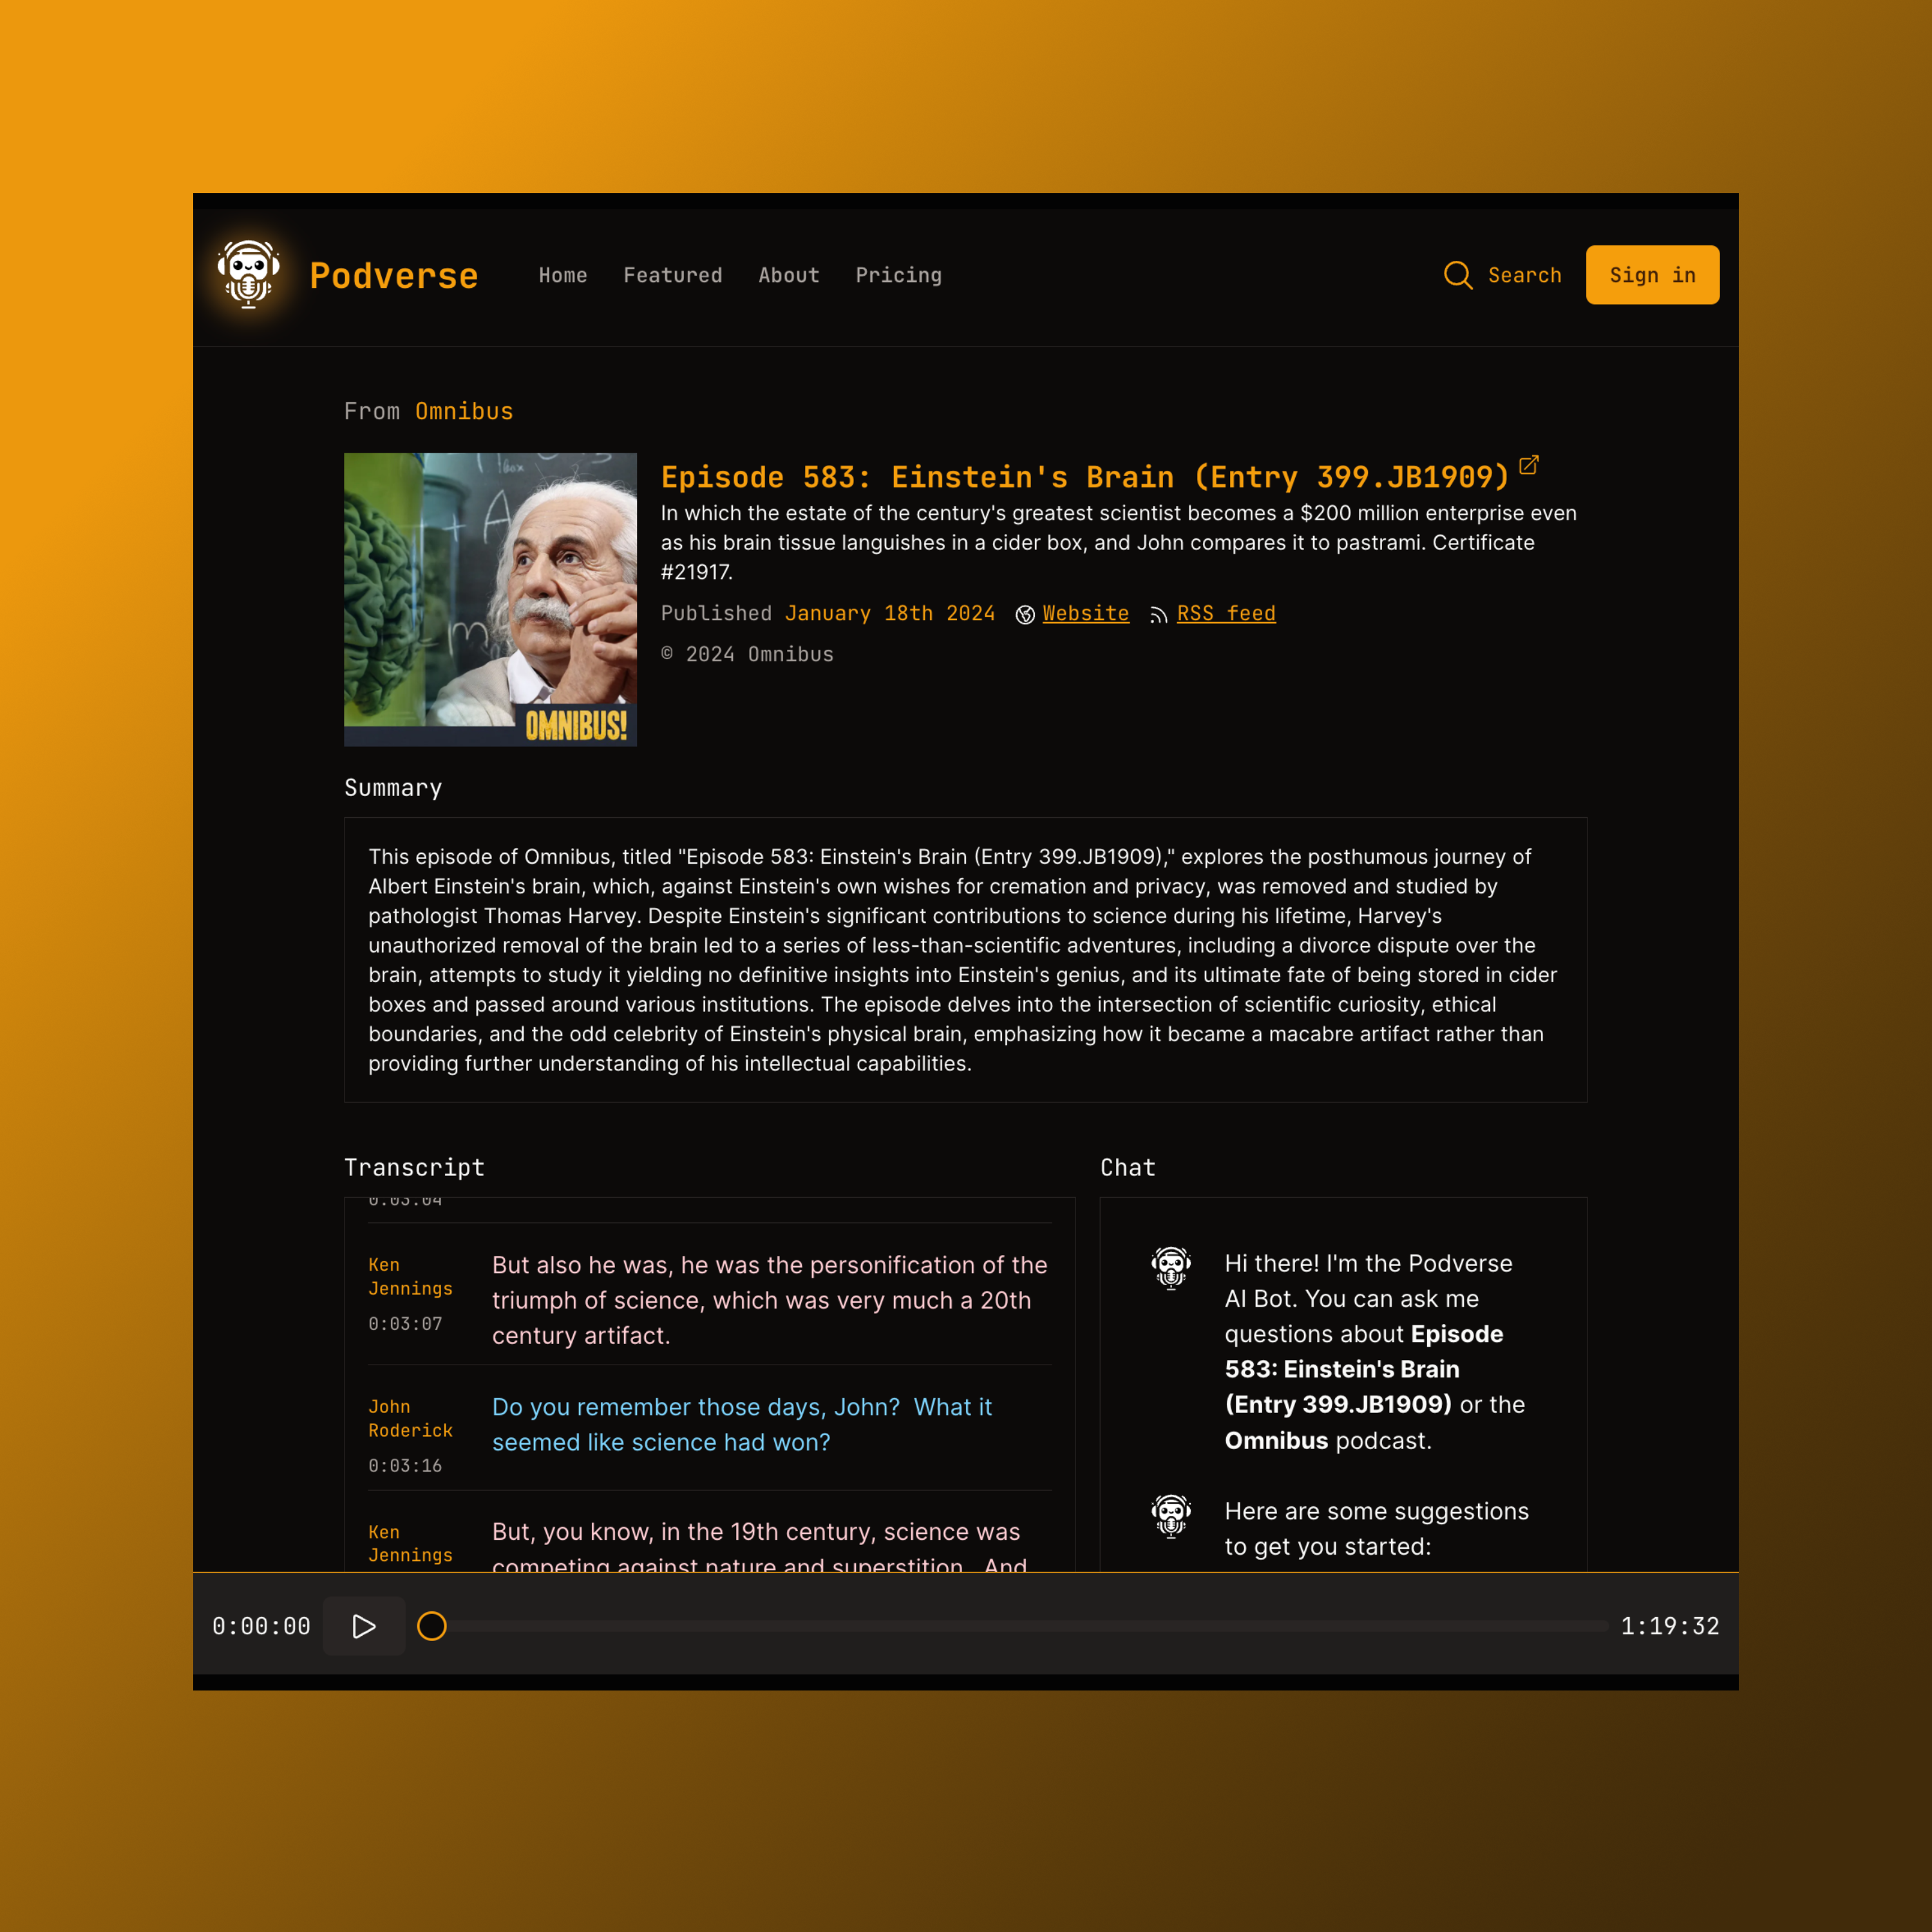 Podverse
Home Featured About Pricing
Search
Sign in
From Omnibus
OMNIBUS!
Episode 583: Einstein's Brain (Entry 399.JB1909)
In which the estate of the century's greatest scientist becomes a $200 million enterprise even
as his brain tissue languishes in a cider box, and John compares it to pastrami. Certificate
#21917.
Published January 18th 2024 Website RSS feed
© 2024 Omnibus
Summary
This episode of Omnibus, titled "Episode 583: Einstein's Brain (Entry 399.JB1909)," explores the posthumous journey of
Albert Einstein's brain, which, against Einstein's own wishes for cremation and privacy, was removed and studied by
pathologist Thomas Harvey. Despite Einstein's significant contributions to science during his lifetime, Harvey's
unauthorized removal of the brain led to a series of less-than-scientific adventures, including a divorce dispute over the
brain, attempts to study it yielding no definitive insights into Einstein's genius, and its ultimate fate of being stored in cider
boxes and passed around various institutions. The episode delves into the intersection of scientific curiosity, ethical
boundaries, and the odd celebrity of Einstein's physical brain, emphasizing how it became a macabre artifact rather than
providing further understanding of his intellectual capabilities.
Transcript
0:03:04
Ken
Jennings
0:03:07
But also he was, he was the personification of the
triumph of science, which was very much a 20th
century artifact.
John
Roderick
0:03:16
Do you remember those days, John? What it
seemed like science had won?
Ken
Jennings
But, you know, in the 19th century, science was
competing against nature and superstition. And
Chat
Hi there! I'm the Podverse
AI Bot. You can ask me
questions about Episode
583: Einstein's Brain
(Entry 399.JB1909) or the
Omnibus podcast.
Here are some suggestions
to get you started:
0:00:00
1:19:32